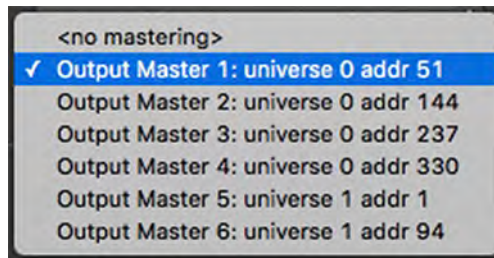 <no mastering>
✓ Output Master 1: universe 0 addr 51
Output Master 2: universe 0 addr 144
Output Master 3: universe 0 addr 237
Output Master 4: universe 0 addr 330
Output Master 5: universe 1 addr 1
Output Master 6: universe 1 addr 94